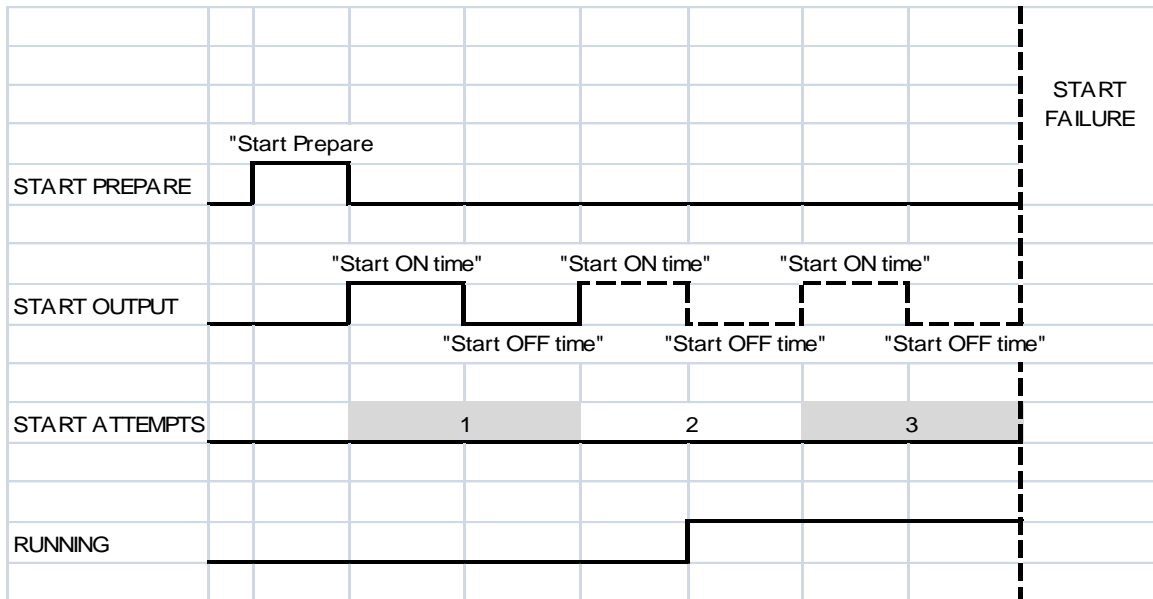 START
FAILURE
"Start Prepare
START PREPARE
"Start ON time" "Start ON time" "Start ON time"
START OUTPUT
"Start OFF time" "Start OFF time" "Start OFF time"
START ATTEMPTS 1 2 3
RUNNING